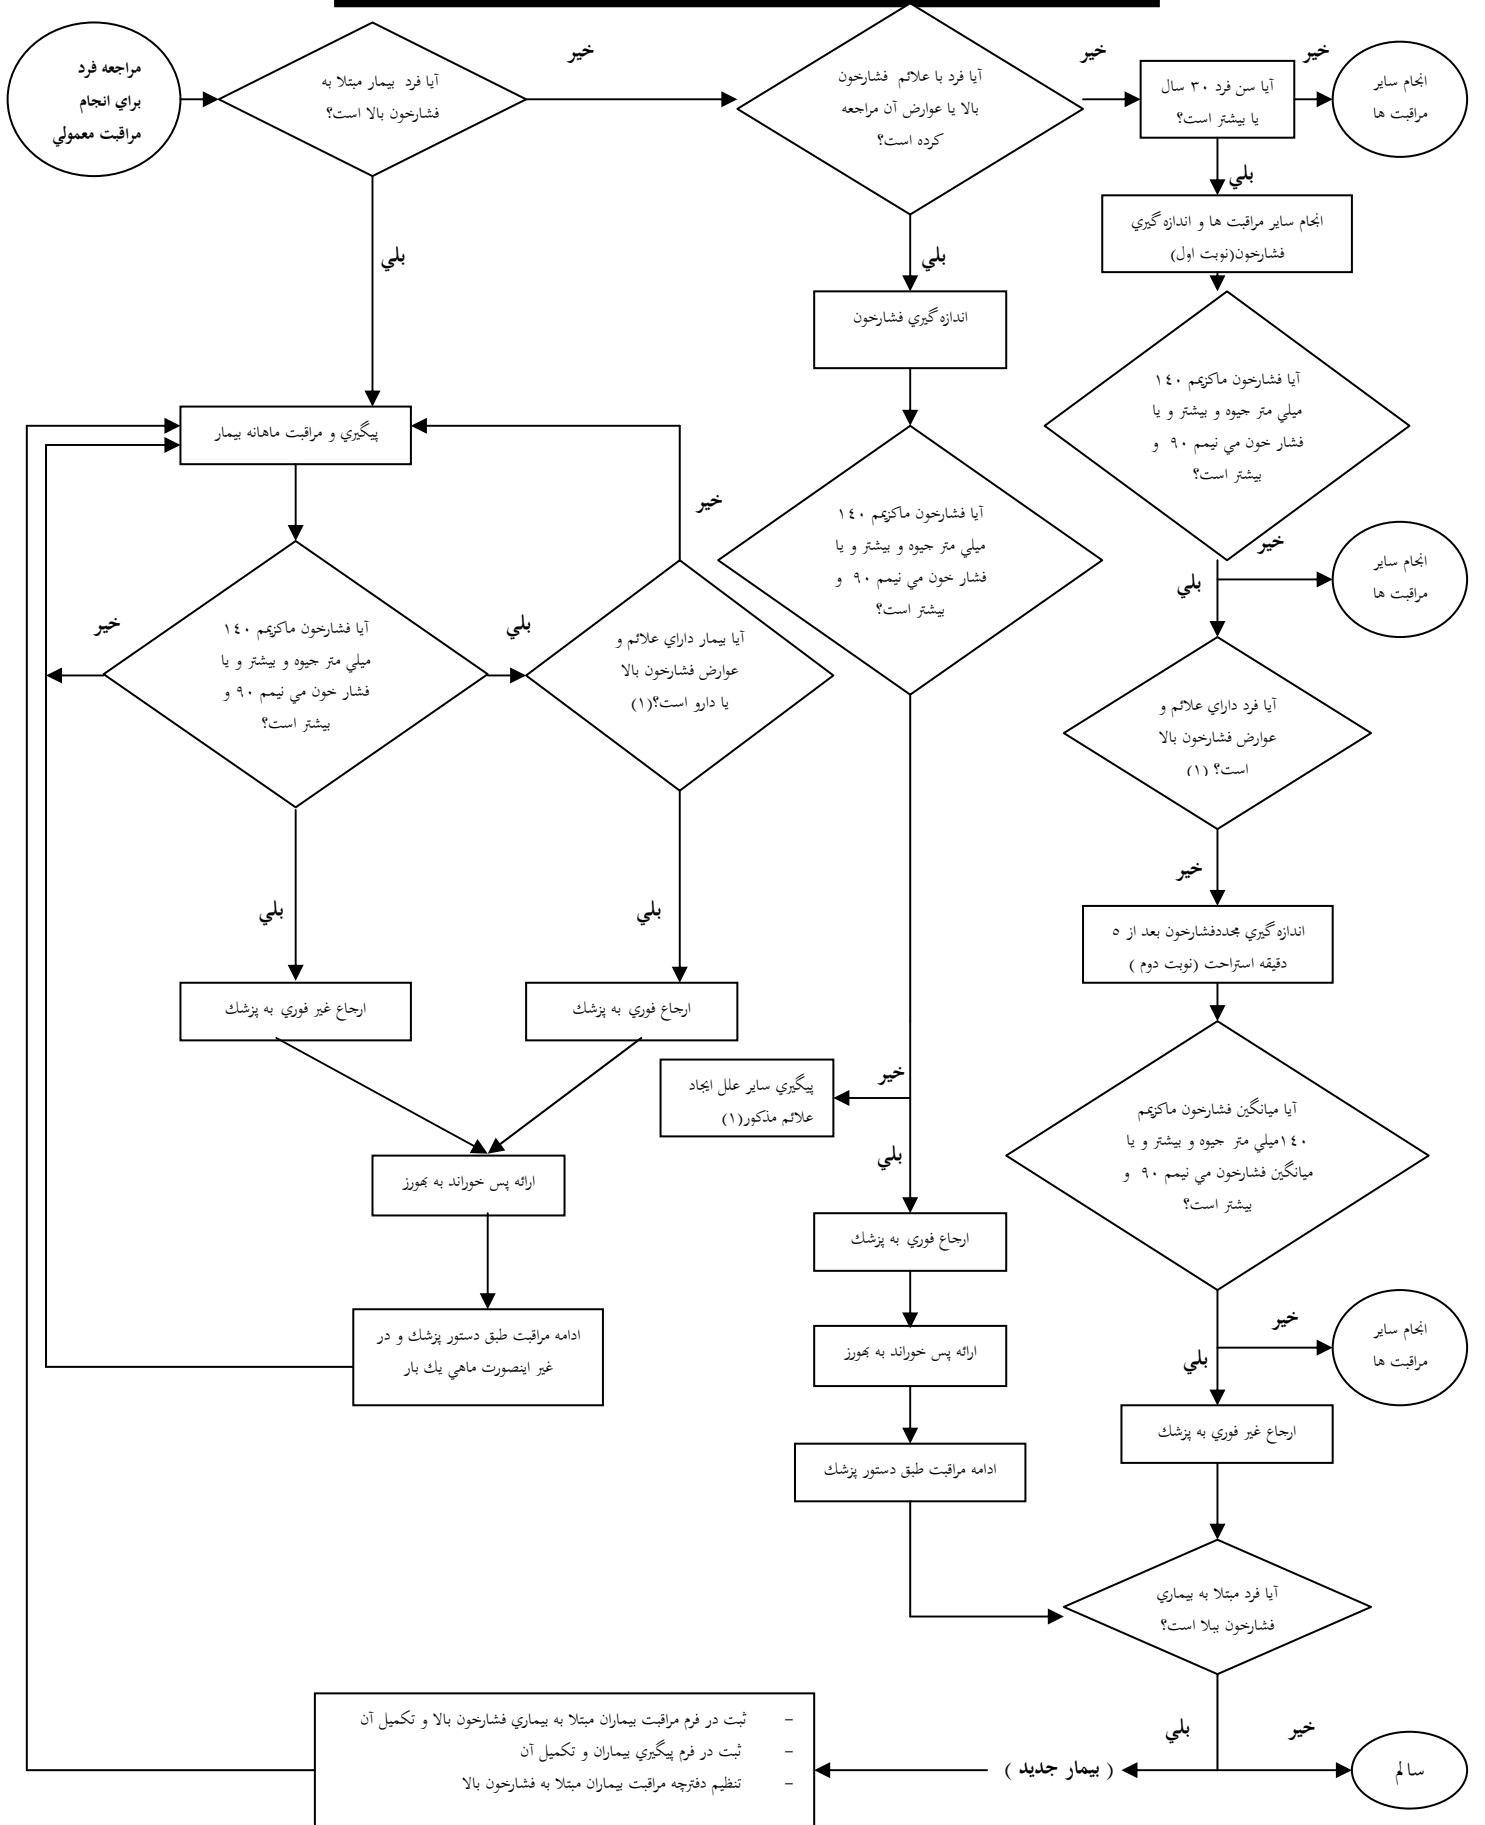 مراجعه فرد
براي انجام
مراقبت معمولي
آيا فرد بيمار مبتلا به
فشارخون بالا است؟
خير
آيا فرد با علائم فشارخون
بالا يا عوارض آن مراجعه
كرده است؟
خير
آيا سن فرد ۳۰ سال
يا بيشتر است؟
خير
انجام ساير
مراقبت ها
بلي
بلي
بلي
انجام ساير مراقبت ها و اندازه گيري
فشارخون(نوبت اول)
اندازه گيري فشارخون
آيا فشارخون ماكزيمم ۱٤۰
ميلي متر جيوه و بيشتر و يا
فشار خون مي نيمم ۹۰ و
بيشتر است؟
پيگيري و مراقبت ماهانه بيمار
خير
آيا فشارخون ماكزيمم ۱٤۰
ميلي متر جيوه و بيشتر و يا
فشار خون مي نيمم ۹۰ و
بيشتر است؟
خير
بلي
انجام ساير
مراقبت ها
خير
آيا فشارخون ماكزيمم ۱٤۰
ميلي متر جيوه و بيشتر و يا
فشار خون مي نيمم ۹۰ و
بيشتر است؟
بلي
آيا بيمار داراي علائم و
عوارض فشارخون بالا
يا دارو است؟(۱)
آيا فرد داراي علائم و
عوارض فشارخون بالا
است؟ (۱)
خير
بلي
بلي
اندازه گيري مجددفشارخون بعد از ٥
دقيقه استراحت (نوبت دوم )
ارجاع غير فوري به پزشك
ارجاع فوري به پزشك
خير
پيگيري ساير علل ايجاد
علائم مذكور(۱)
بلي
آيا ميانگين فشارخون ماكزيمم
۱٤۰ميلي متر جيوه و بيشتر و يا
ميانگين فشارخون مي نيمم ۹۰ و
بيشتر است؟
ارائه پس خوراند به بهورز
ارجاع فوري به پزشك
ادامه مراقبت طبق دستور پزشك و در
غير اينصورت ماهي يك بار
ارائه پس خوراند به بهورز
خير
بلي
انجام ساير
مراقبت ها
ارجاع غير فوري به پزشك
ادامه مراقبت طبق دستور پزشك
آيا فرد مبتلا به بيماري
فشارخون ببلا است؟
بلي
خير
سالم
( بيمار جديد )
- ثبت در فرم مراقبت بيماران مبتلا به بيماري فشارخون بالا و تكميل آن
- ثبت در فرم پيگيري بيماران و تكميل آن
- تنظيم دفترچه مراقبت بيماران مبتلا به فشارخون بالا